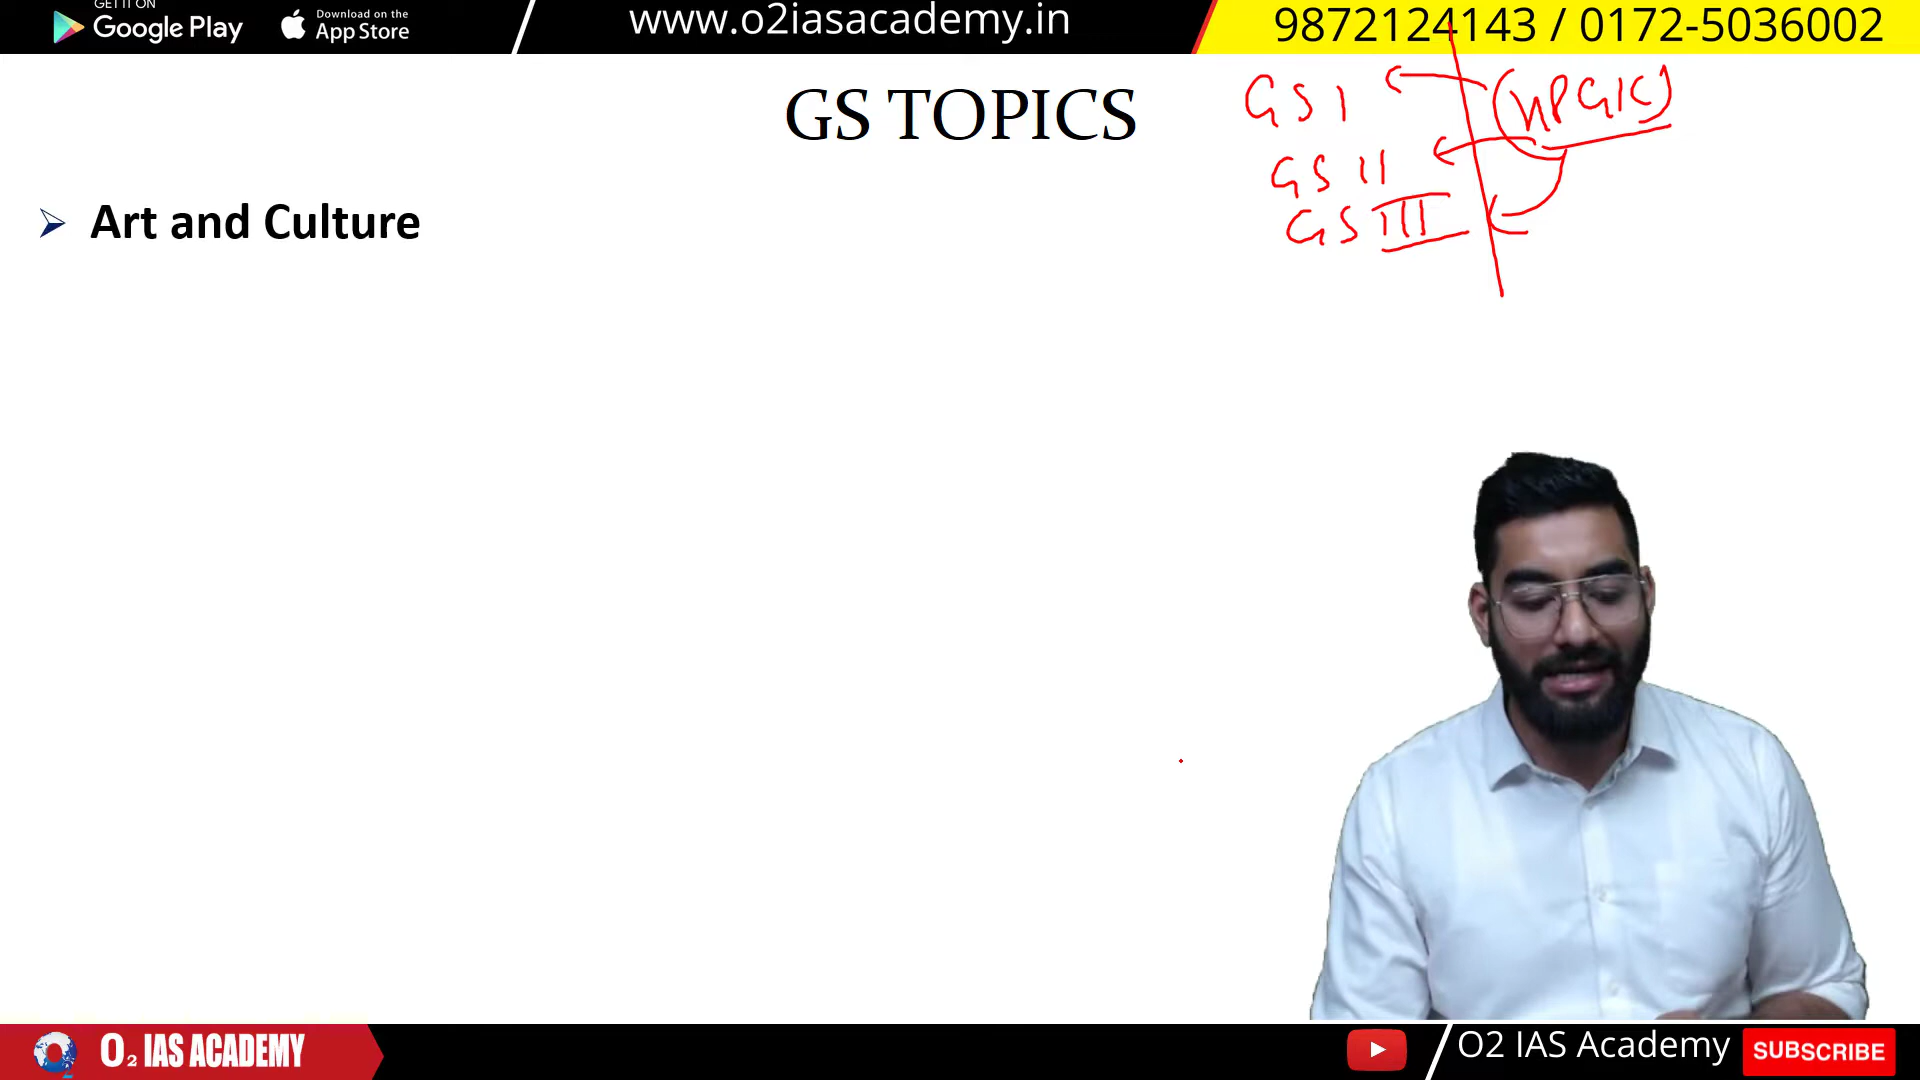 GET IT ON
Google Play
Download on the
App Store
www.o2iasacademy.in
9872124143 / 0172-5036002
GS TOPICS
GS I
(HPGK)
GS II
GS III
Art and Culture
O2 IAS ACADEMY
O2 IAS Academy
SUBSCRIBE